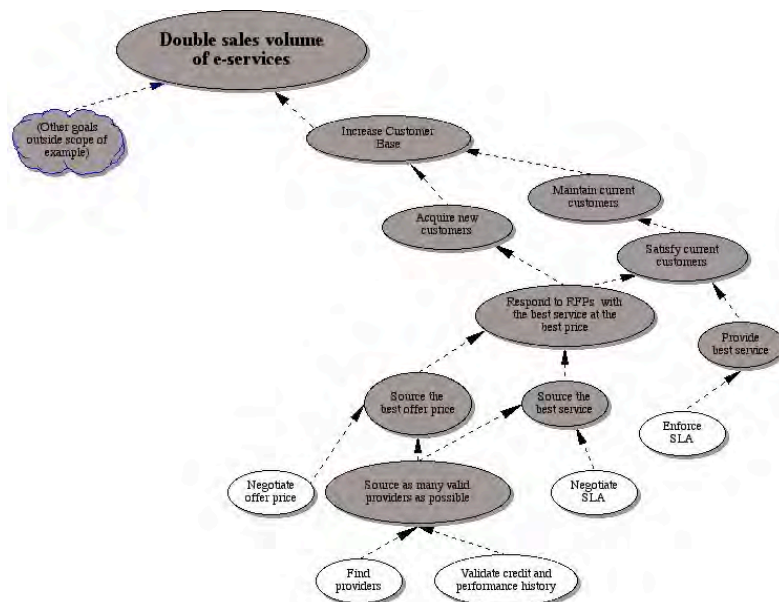 Double sales volume
of e-services
(Other goals
outside scope of
example)
Increase Customer
Base
Maintain current
customers
Acquire new
customers
Satisfy current
customers
Respond to RFPs with
the best service at the
best price
Provide
best service
Source the
best offer price
Source the
best service
Enforce
SLA
Negotiate
offer price
Source as many valid
providers as possible
Negotiate
SLA
Find
providers
Validate credit and
performance history